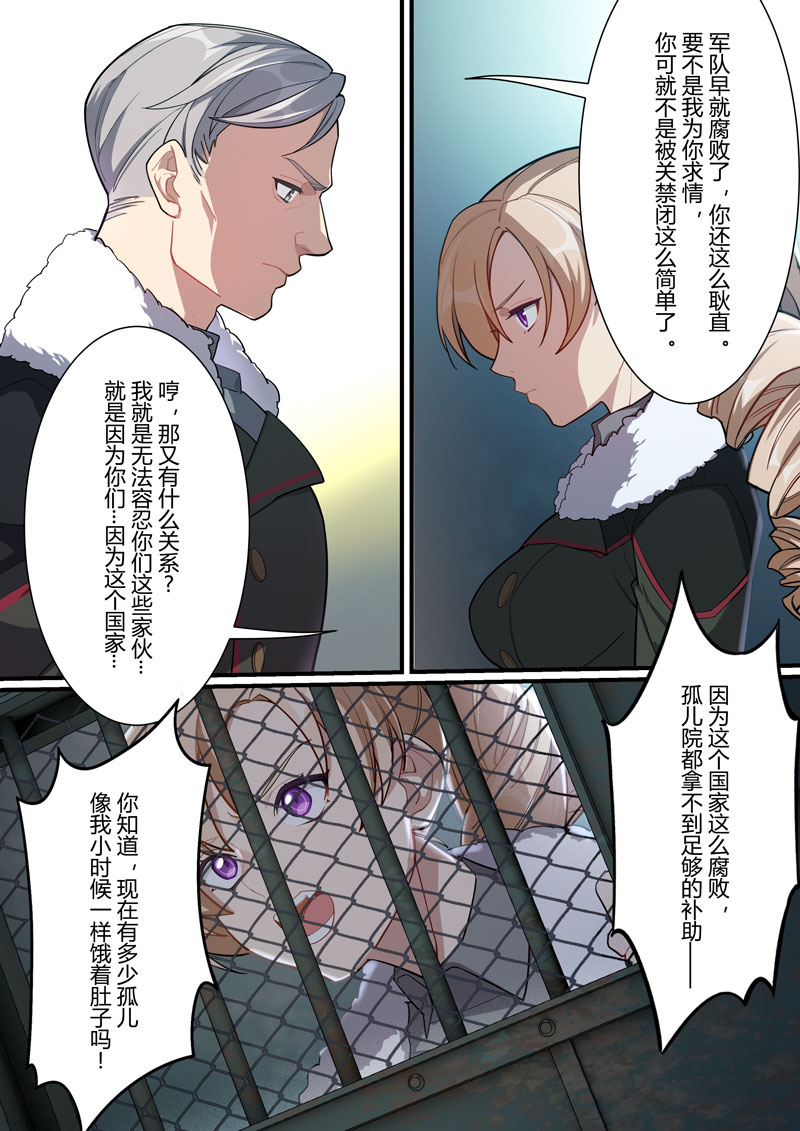 军队早就腐败了，你还这么耿直。
要不是我为你求情，
你可就不是被关禁闭这么简单了。
哼，那又有什么关系？
我就是无法容忍你们这些家伙…
就是因为你们…因为这个国家…
因为这个国家这么腐败，
孤儿院都拿不到足够的补助——
你知道，现在有多少孤儿
像我小时候一样饿着肚子吗！